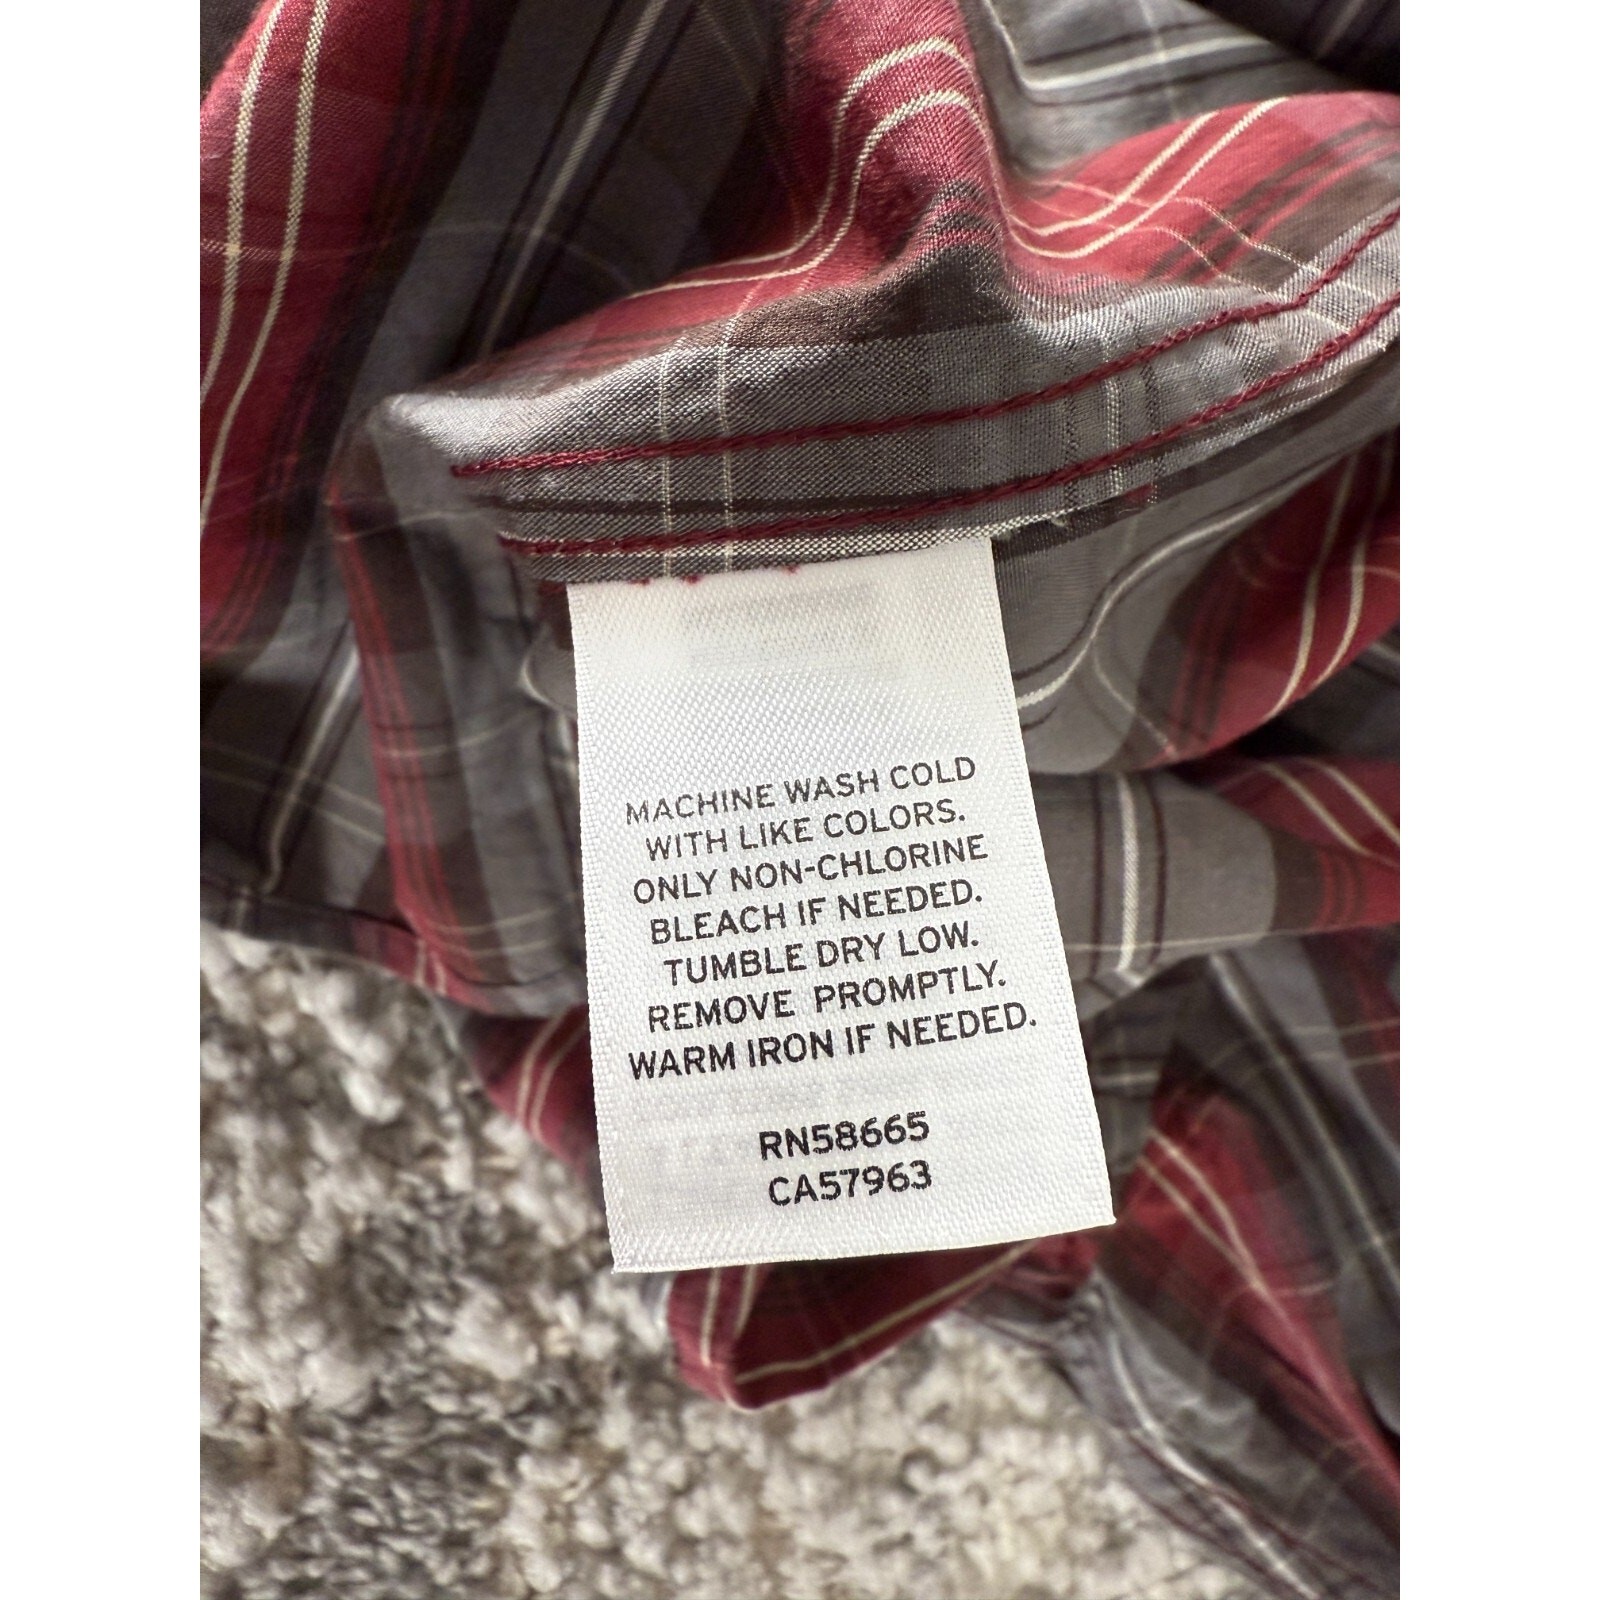 MACHINE WASH COLD
WITH LIKE COLORS.
ONLY NON-CHLORINE
BLEACH IF NEEDED.
TUMBLE DRY LOW.
REMOVE PROMPTLY.
WARM IRON IF NEEDED.
RN58665
CA57963